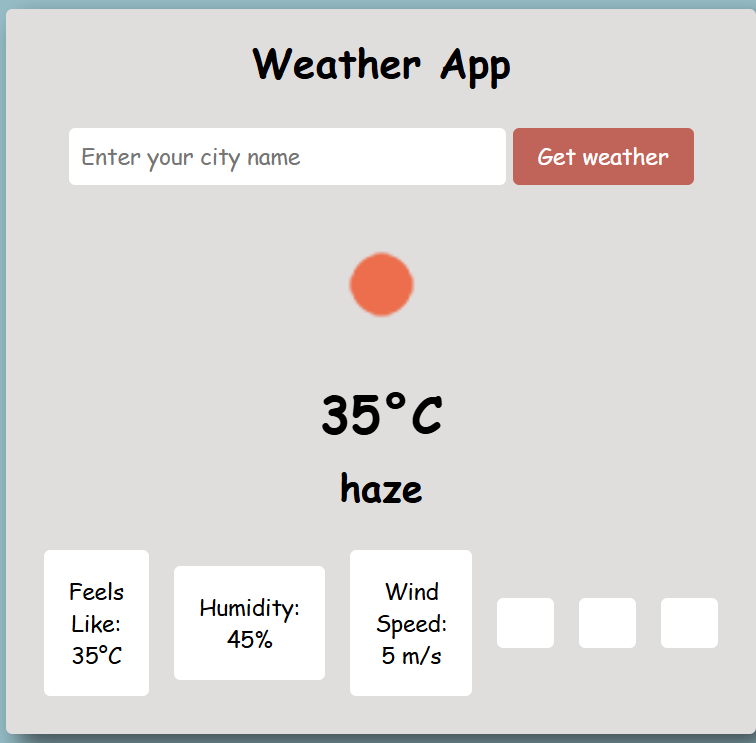 Weather App
Enter your city name
Get weather
35°C
haze
Feels
Like:
35°C
Humidity:
45%
Wind
Speed:
5 m/s